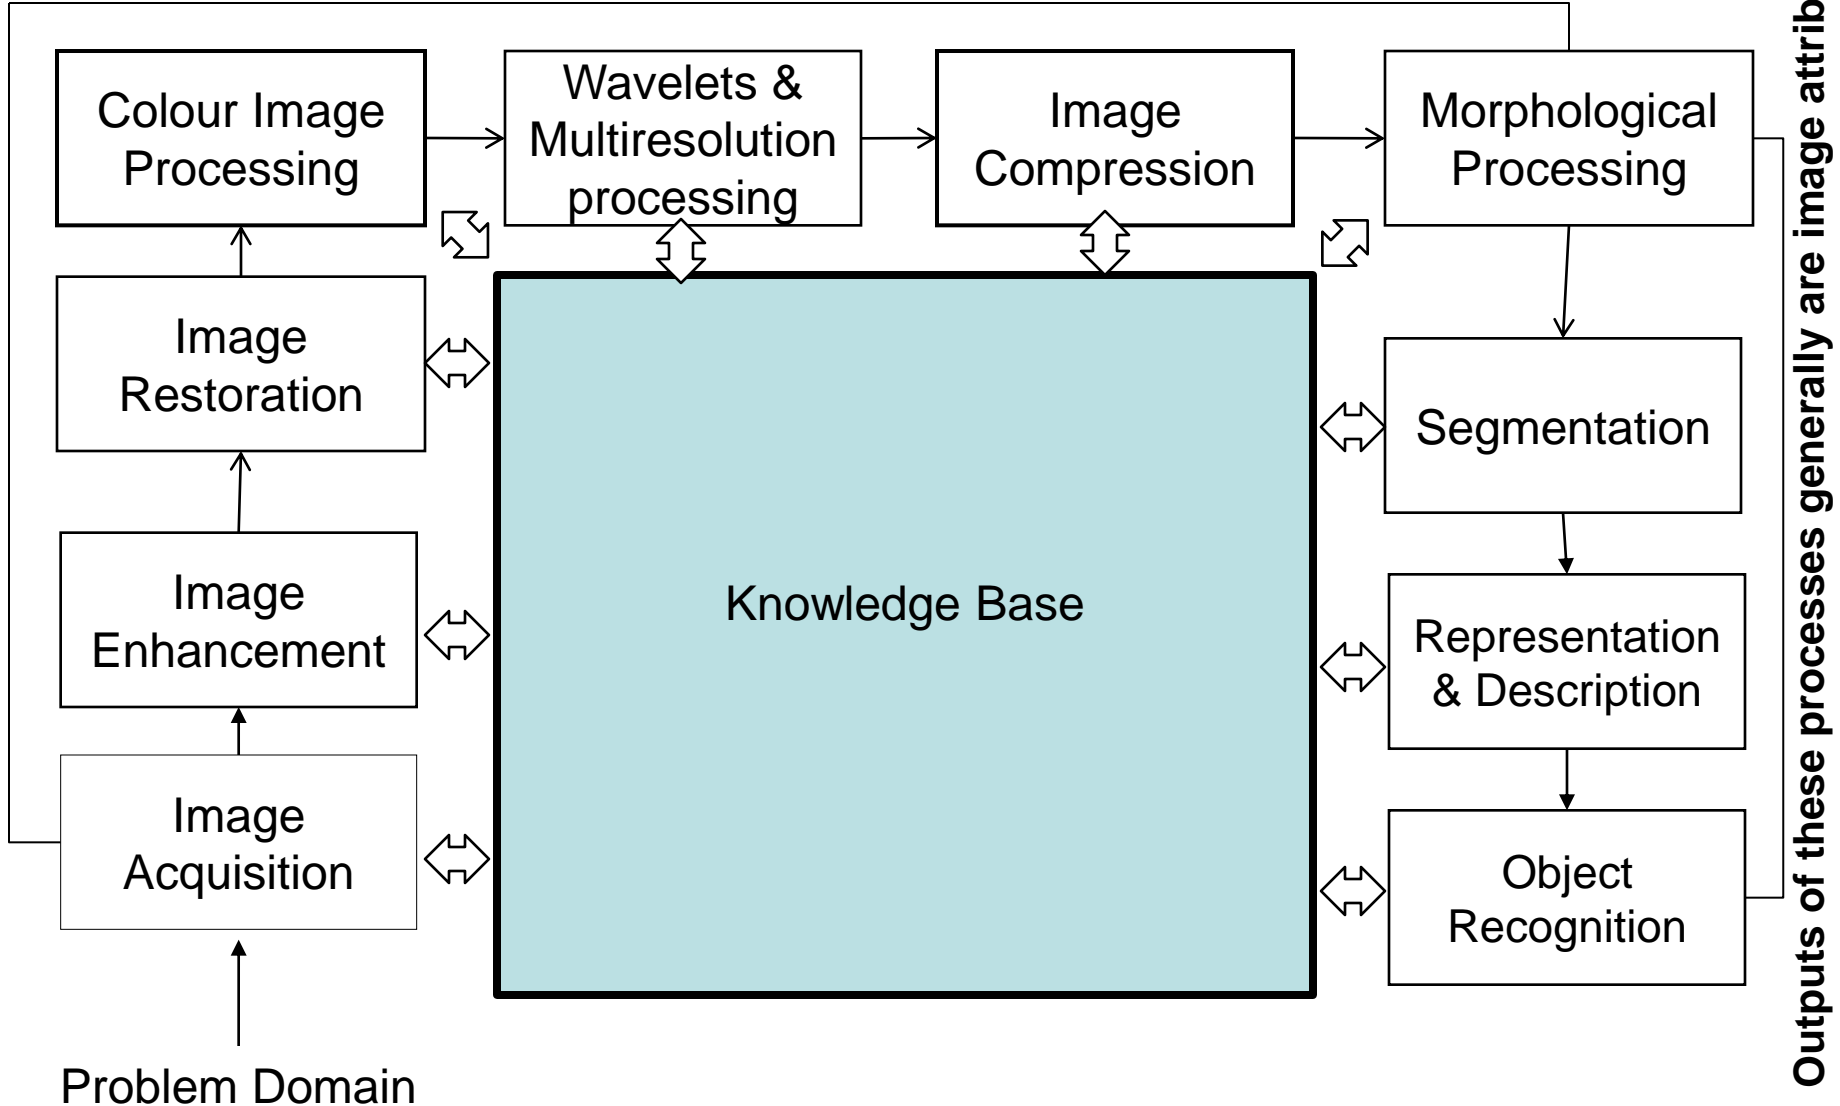 Colour Image
Processing
Wavelets &
Multiresolution
processing
Image
Compression
Morphological
Processing
Image
Restoration
Segmentation
Image
Enhancement
Knowledge Base
Representation
& Description
Image
Acquisition
Object
Recognition
Problem Domain
Outputs of these processes generally are image attrib